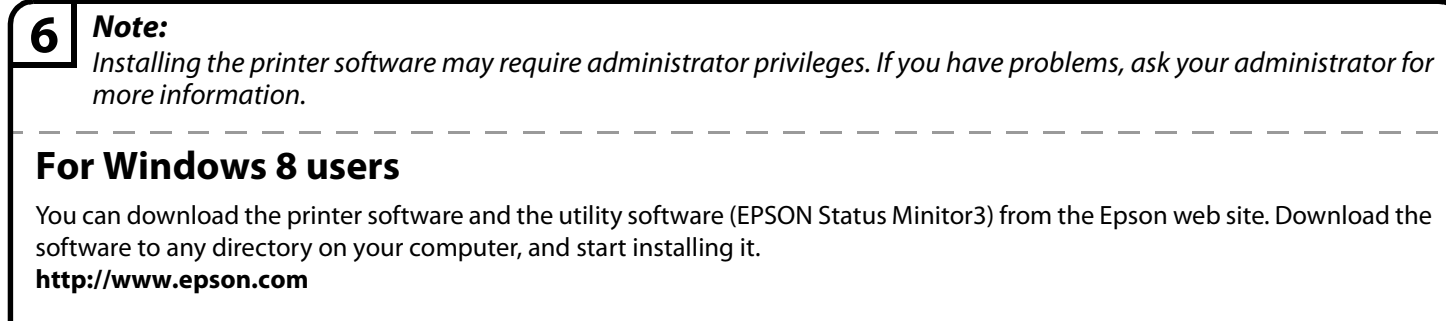 6
Note:
Installing the printer software may require administrator privileges. If you have problems, ask your administrator for
more information.
For Windows 8 users
You can download the printer software and the utility software (EPSON Status Minitor3) from the Epson web site. Download the
software to any directory on your computer, and start installing it.
http://www.epson.com